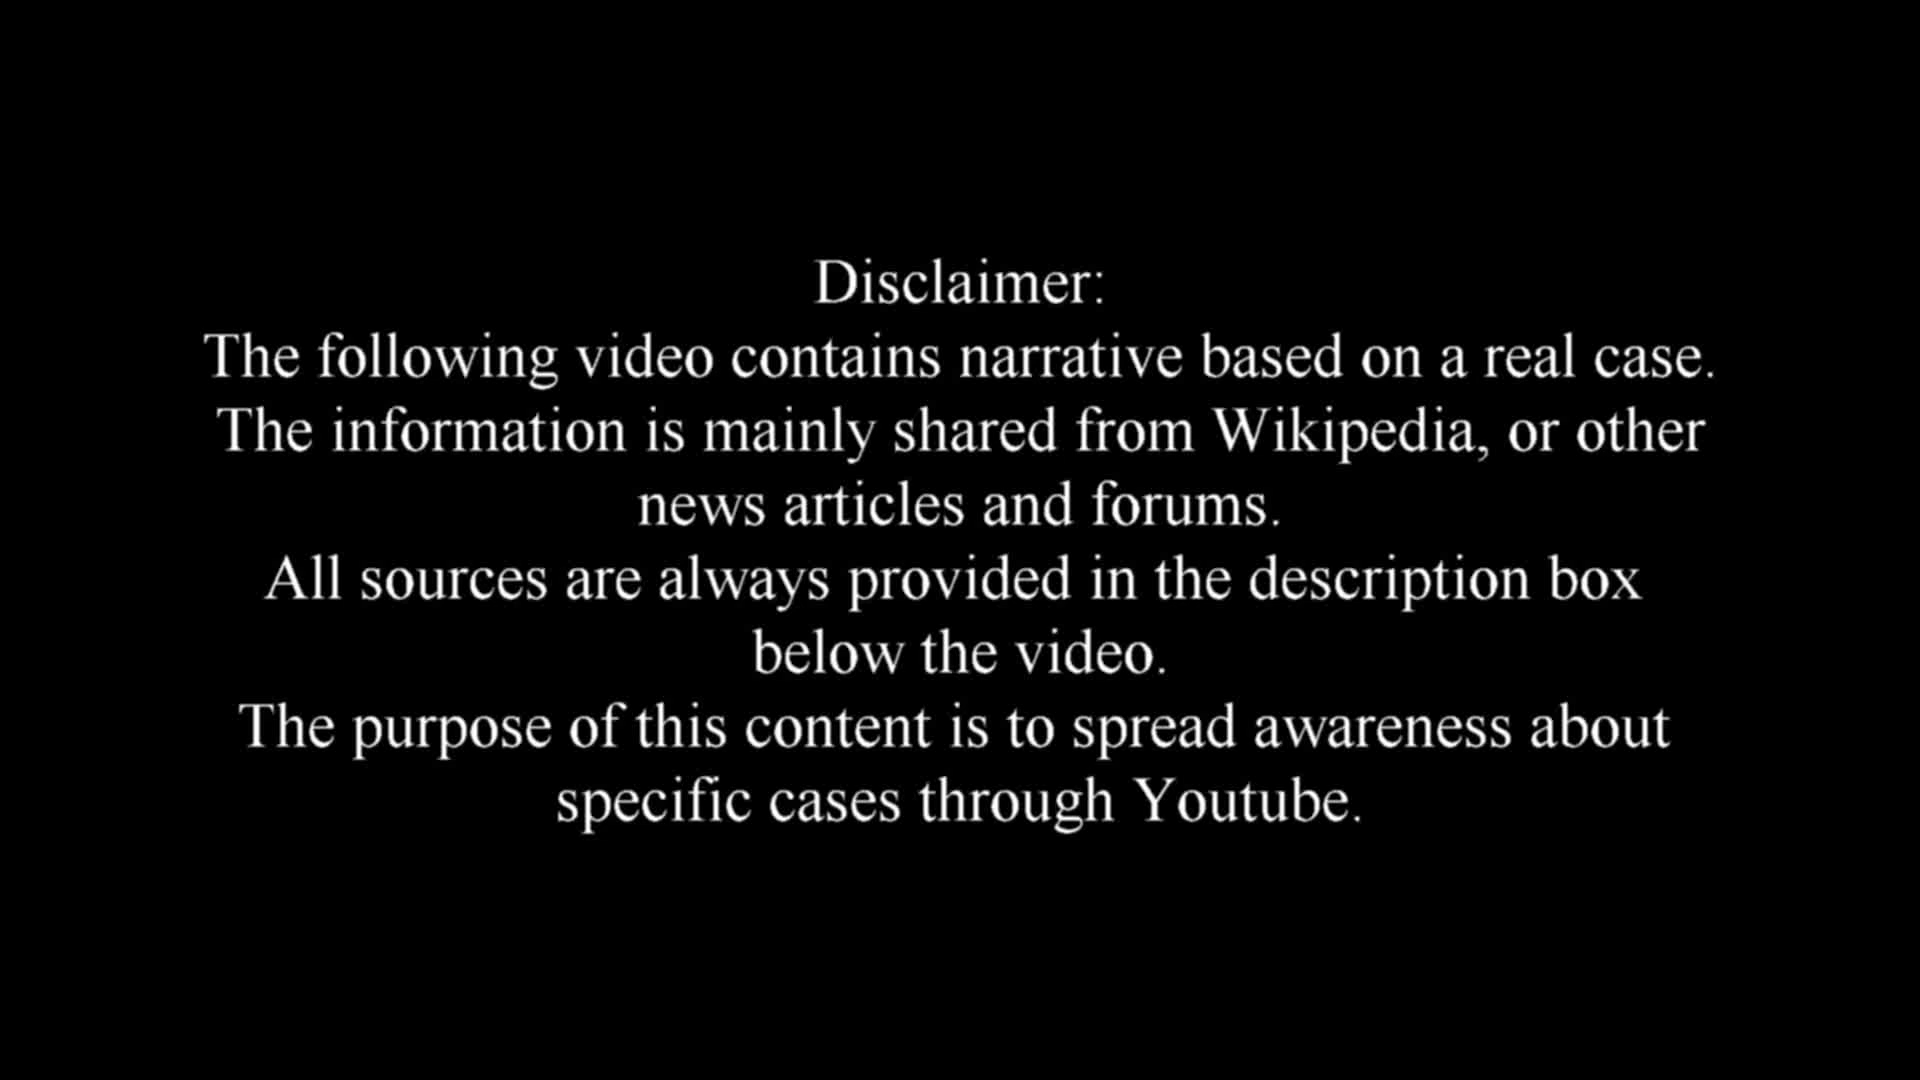 Disclaimer:
The following video contains narrative based on a real case.
The information is mainly shared from Wikipedia, or other
news articles and forums.
All sources are always provided in the description box
below the video.
The purpose of this content is to spread awareness about
specific cases through Youtube.